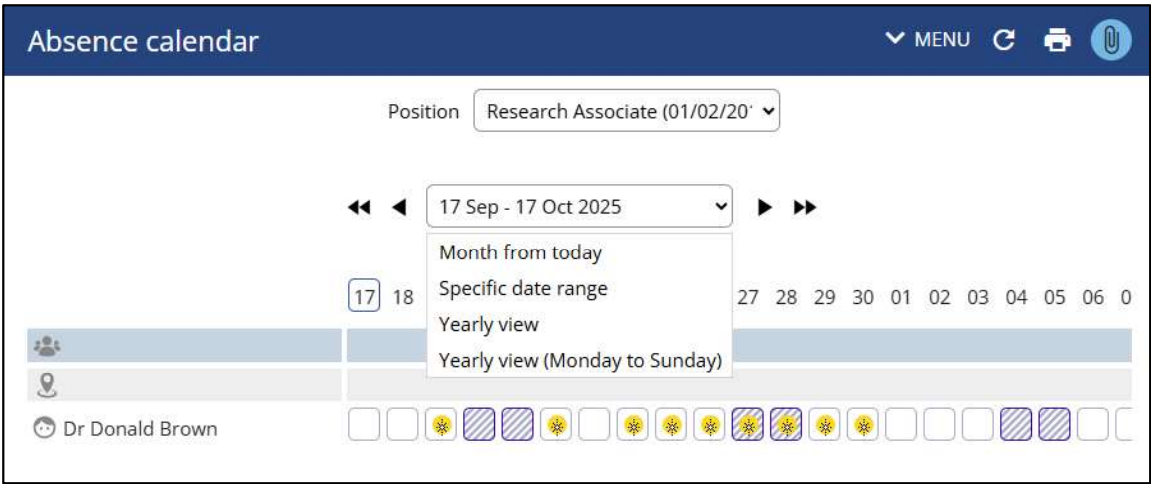 Absence calendar MENU
Position Research Associate (01/02/20
17 Sep - 17 Oct 2025
Month from today
Specific date range
Yearly view
Yearly view (Monday to Sunday)
17 18 27 28 29 30 01 02 03 04 05 06 0
Dr Donald Brown